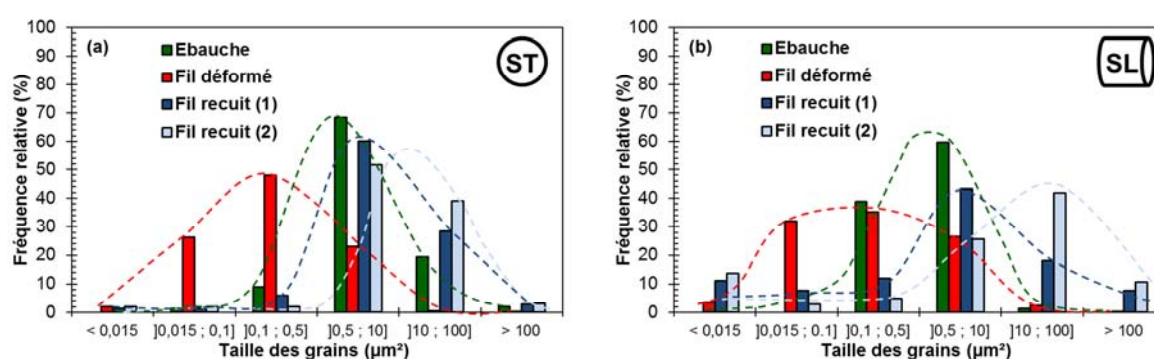 (a)
ST
Ebauche
Fil déformé
Fil recuit (1)
Fil recuit (2)
Fréquence relative (%)
100
90
80
70
60
50
40
30
20
10
0
< 0,015 ]0,015 ; 0,1] ]0,1 ; 0,5] ]0,5 ; 10] ]10 ; 100] > 100
Taille des grains (µm²)
(b)
SL
Ebauche
Fil déformé
Fil recuit (1)
Fil recuit (2)
Fréquence relative (%)
100
90
80
70
60
50
40
30
20
10
0
< 0,015 ]0,015 ; 0.1] ]0,1 ; 0,5] ]0,5 ; 10] ]10 ; 100] > 100
Taille des grains (µm²)